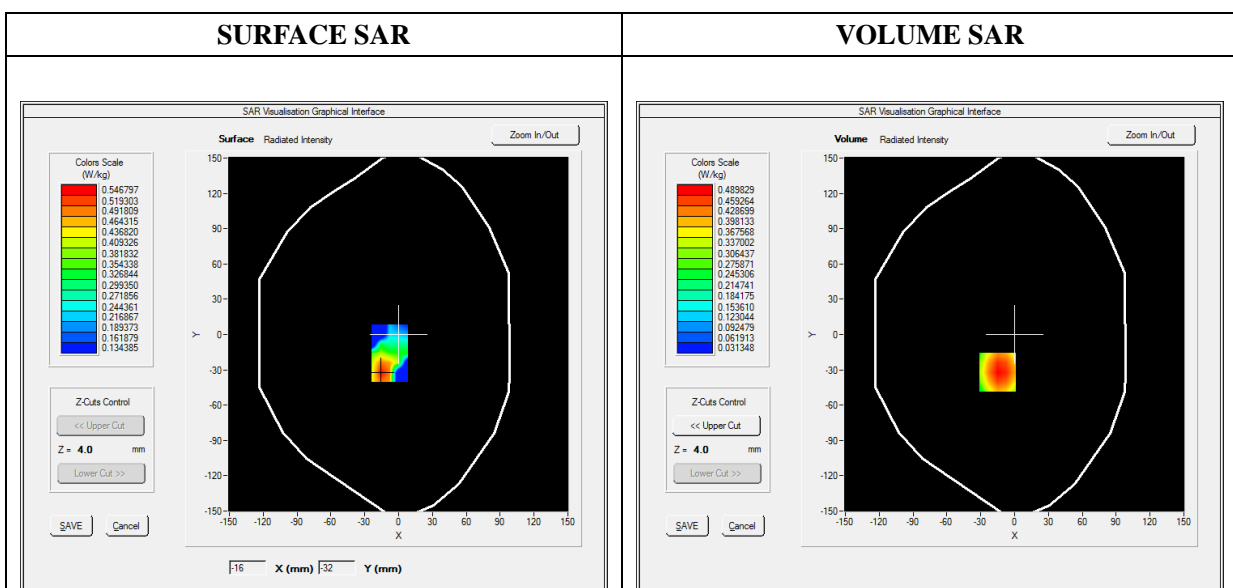 SURFACE SAR
VOLUME SAR
SAR Visualisation Graphical Interface
Surface Radiated Intensity
Zoom In/Out
Colors Scale
(W/kg)
0.546797
0.519303
0.491809
0.464315
0.436820
0.409326
0.381832
0.354338
0.326844
0.299350
0.271856
0.244361
0.216867
0.189373
0.161879
0.134385
150
120
90
60
30
0
-30
-60
-90
-120
-150
Y
-150 -120 -90 -60 -30 0 30 60 90 120 150
X
Z-Cuts Control
<< Upper Cut
Z = 4.0 mm
Lower Cut >>
SAVE Cancel
-16 X (mm) -32 Y (mm)
SAR Visualisation Graphical Interface
Volume Radiated Intensity
Zoom In/Out
Colors Scale
(W/kg)
0.489829
0.459264
0.428699
0.398133
0.367568
0.337002
0.306437
0.275871
0.245306
0.214741
0.184175
0.153610
0.123044
0.092479
0.061913
0.031348
150
120
90
60
30
0
-30
-60
-90
-120
-150
Y
-150 -120 -90 -60 -30 0 30 60 90 120 150
X
Z-Cuts Control
<< Upper Cut
Z = 4.0 mm
Lower Cut >>
SAVE Cancel